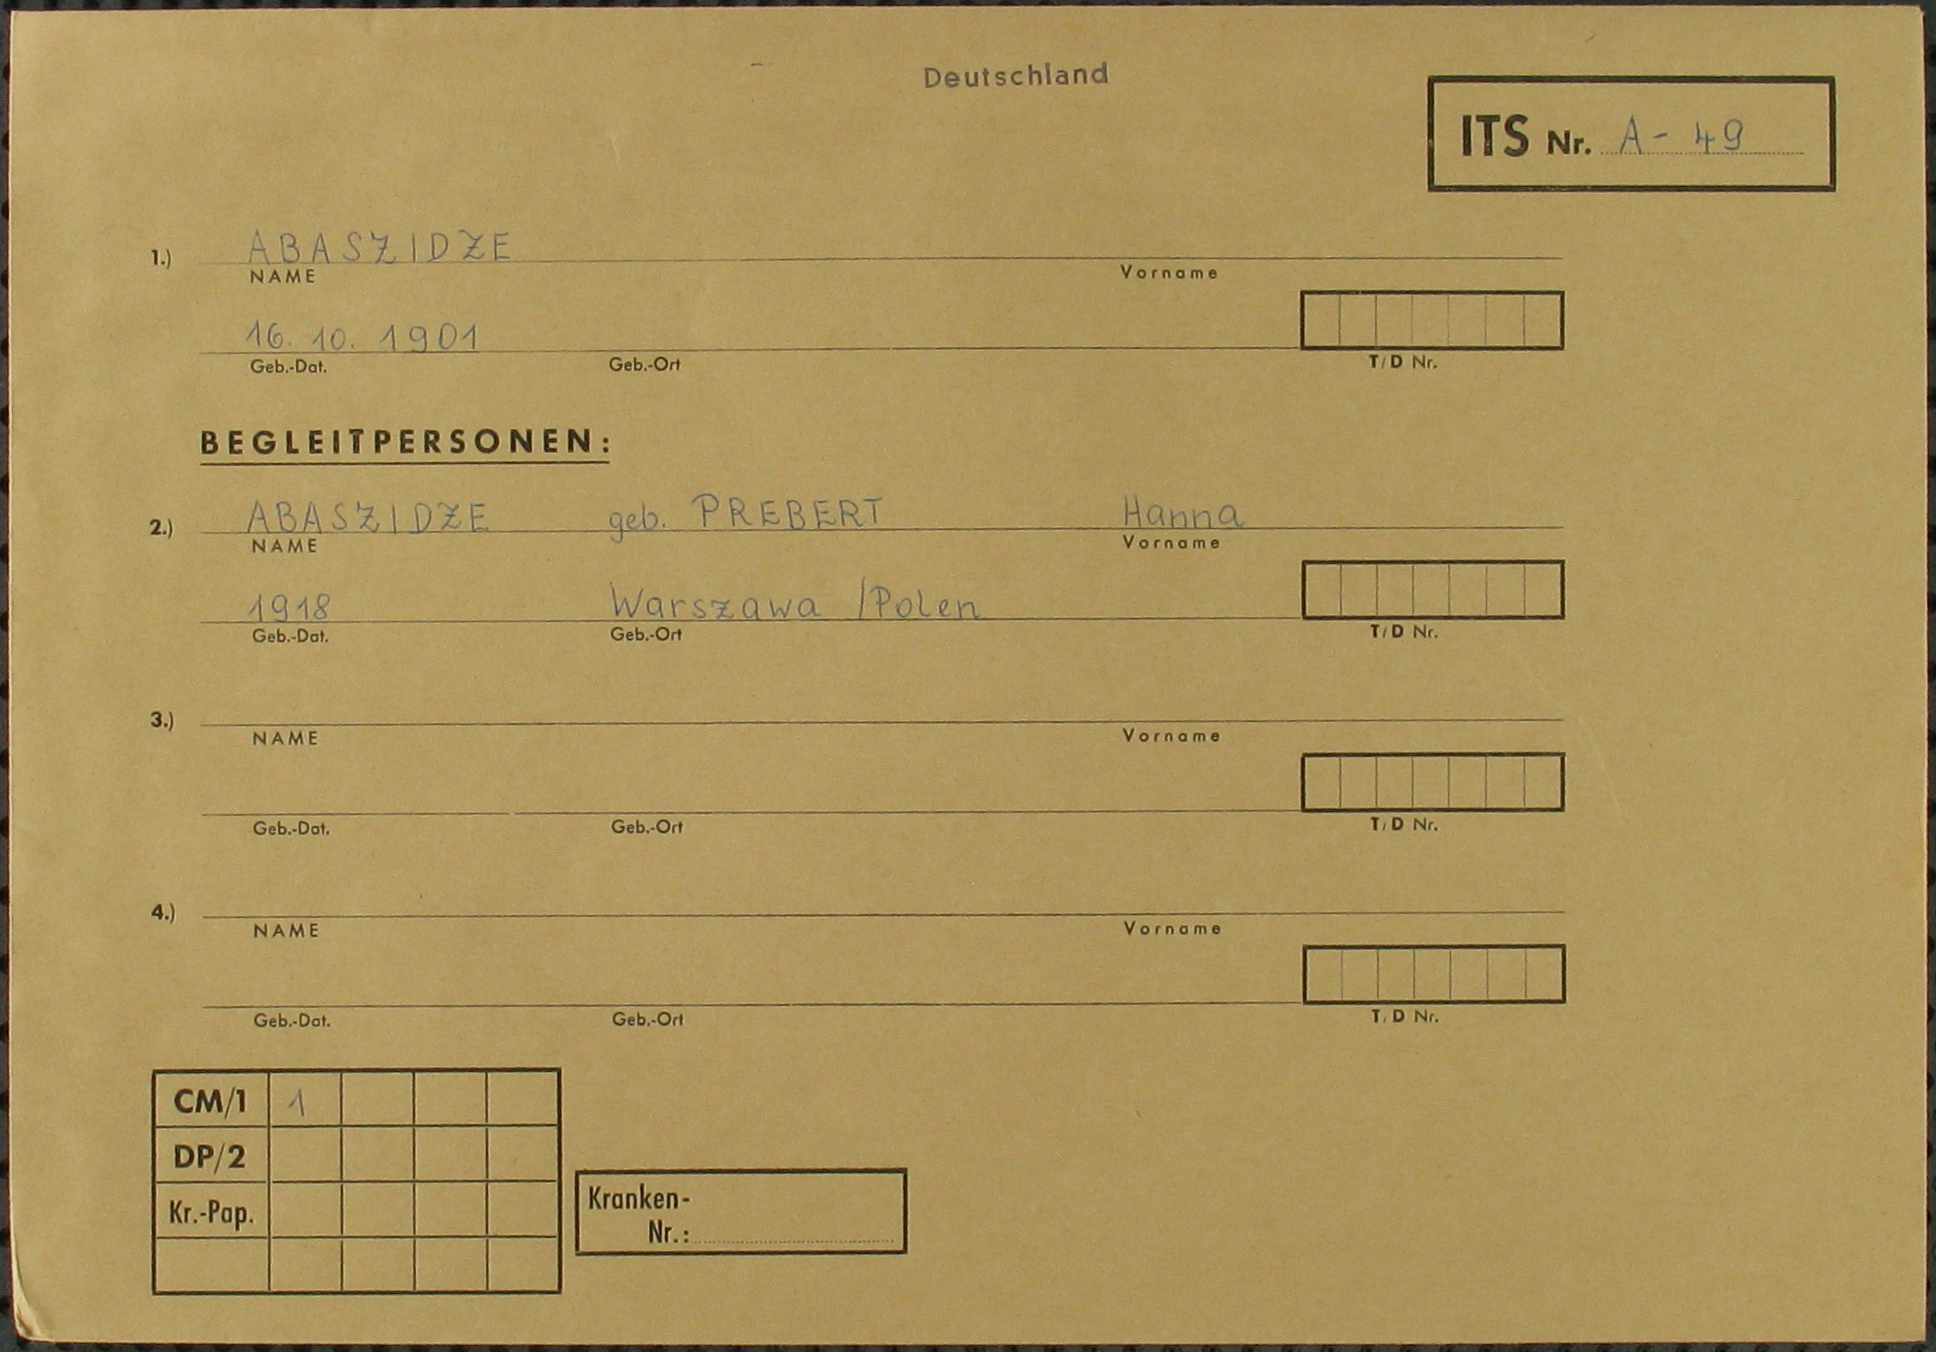 Deutschland
ITS Nr. A - 49
1.) ABASZIDZE
NAME Vorname
16. 10. 1901
Geb.-Dat. Geb.-Ort T/D Nr.
BEGLEITPERSONEN:
2.) ABASZIDZE geb. PREBERT Hanna
NAME Vorname
1918 Warszawa /Polen
Geb.-Dat. Geb.-Ort T/D Nr.
3.)
NAME Vorname
Geb.-Dat. Geb.-Ort T/D Nr.
4.)
NAME Vorname
Geb.-Dat. Geb.-Ort T/D Nr.
CM/1 1
DP/2
Kr.-Pap.
Kranken-
Nr.: